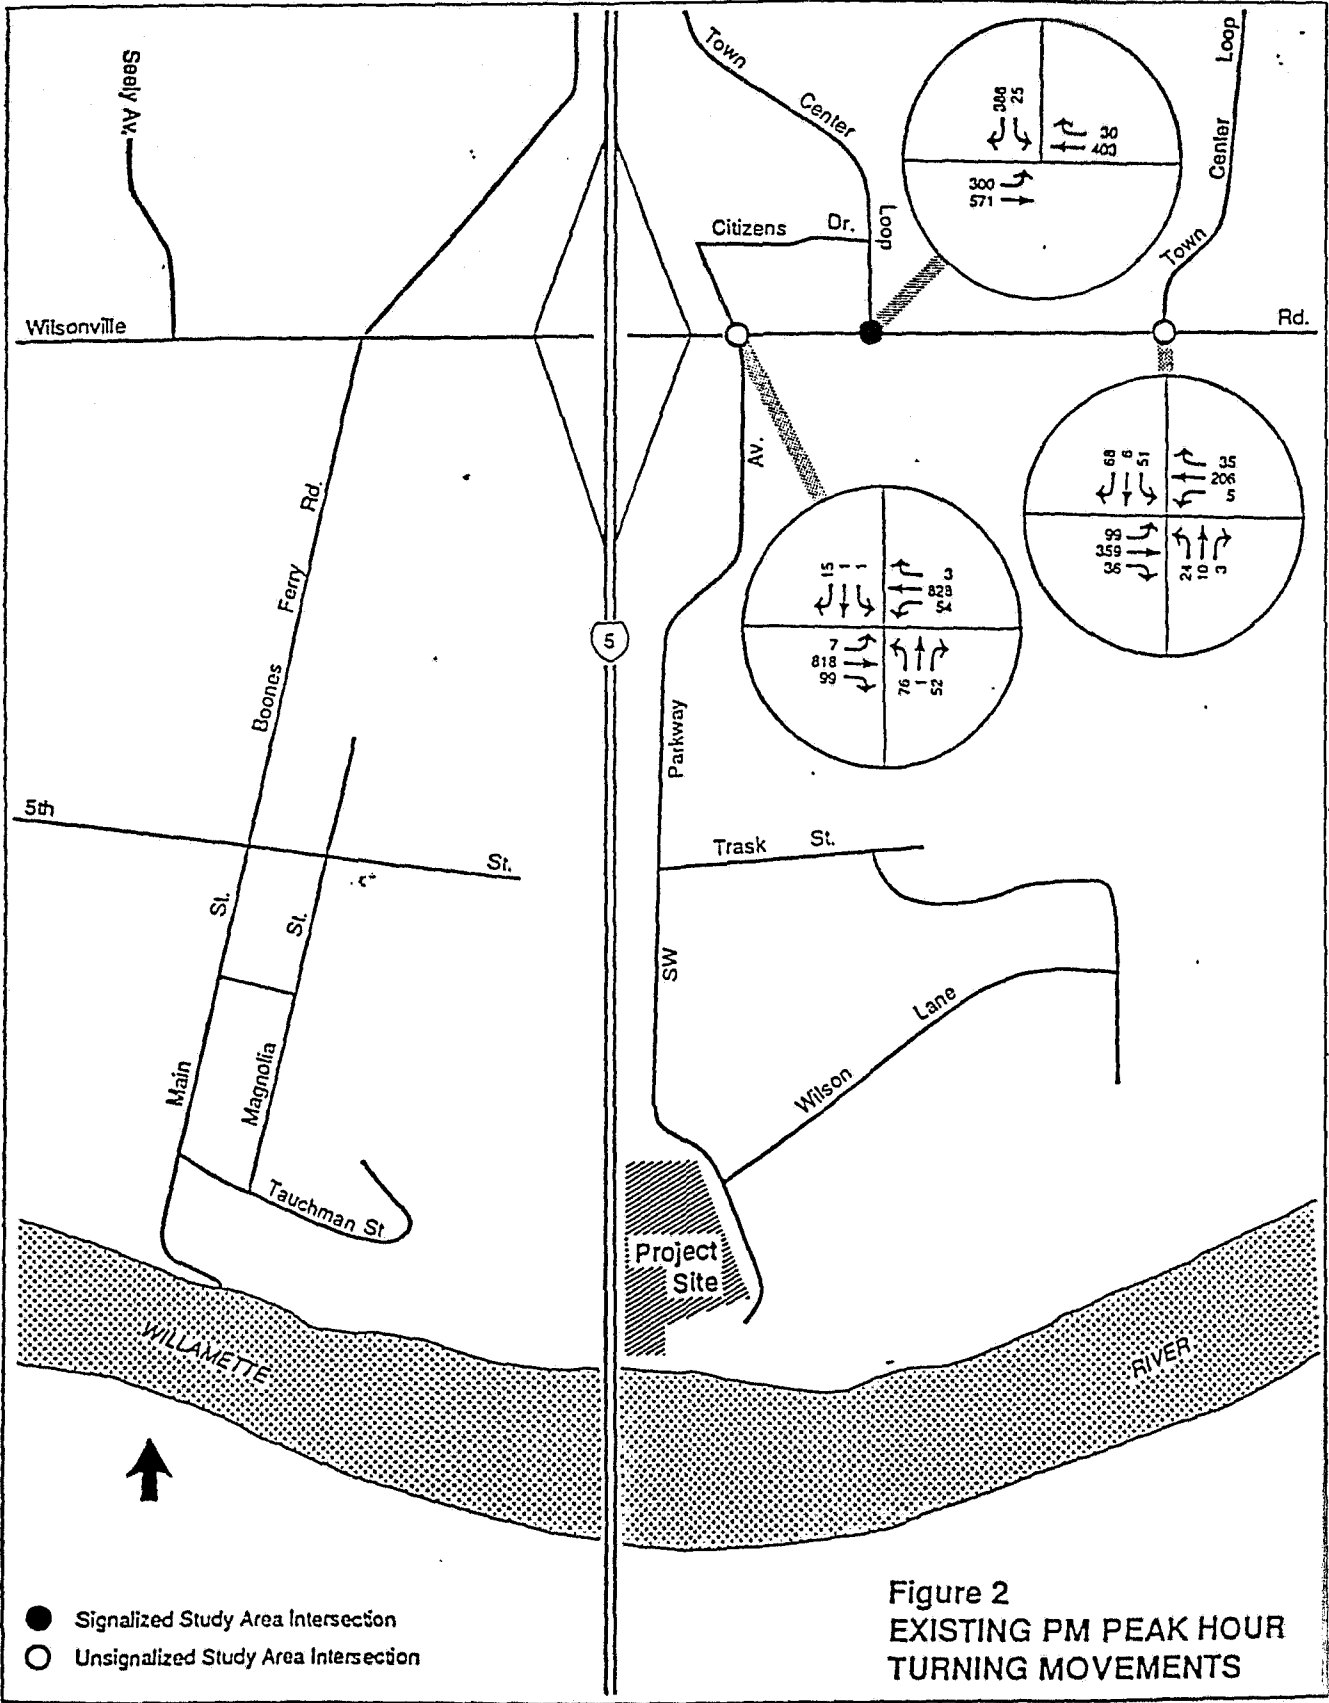 Seely Av.
Town
Center
Loop
Town
Center
Loop
388
25
30
403
300
571
Citizens Dr.
Wilsonville
Rd.
Av.
68 6 51
35
206
5
99
359
36
24 10 3
15 1 1
3
828
54
7
818
99
76 1 52
Boones
Ferry
Rd.
5
Parkway
SW
5th
St.
Trask St.
St.
St.
Main
Magnolia
Lane
Wilson
Tauchman St
Project
Site
WILLAMETTE
RIVER
Signalized Study Area Intersection
Unsignalized Study Area Intersection
Figure 2
EXISTING PM PEAK HOUR
TURNING MOVEMENTS